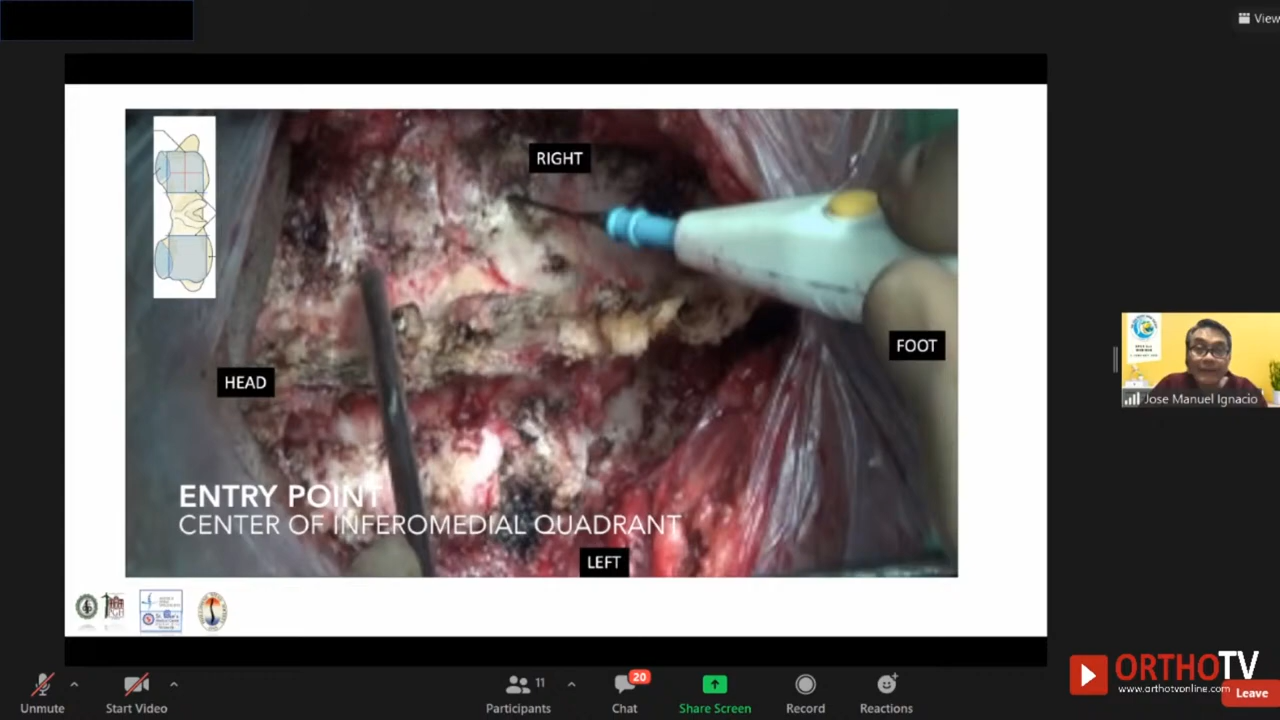 View
RIGHT
FOOT
HEAD
ENTRY POINT
CENTER OF INFEROMEDIAL QUADRANT
LEFT
Jose Manuel Ignacio
ORTHOTV
www.orthotvonline.com
Unmute
Start Video
11
Participants
20
Chat
Share Screen
Record
Reactions
Leave